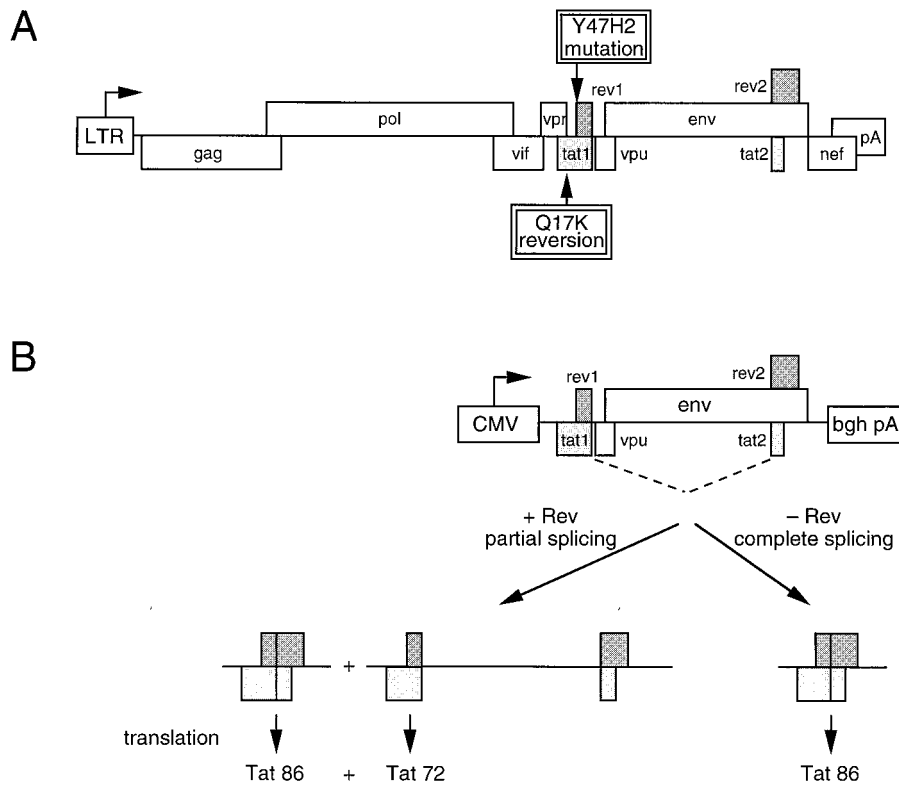 A
Y47H2
mutation
rev1
rev2
LTR
pol
vpr
env
pA
gag
vif
tat1
vpu
tat2
nef
Q17K
reversion
B
rev1
rev2
CMV
env
bgh pA
tat1
vpu
tat2
+ Rev
partial splicing
– Rev
complete splicing
+
translation
Tat 86 + Tat 72
Tat 86